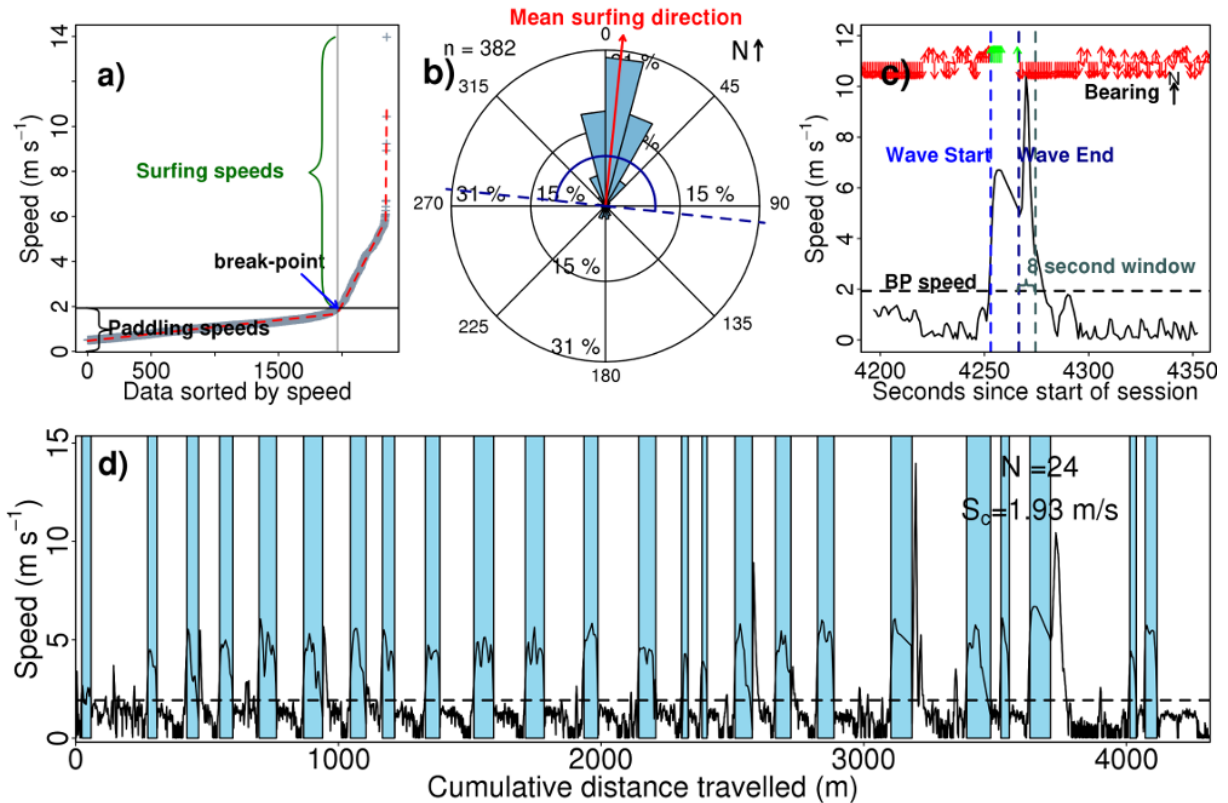 a)
Speed (m s⁻¹)
0 2 4 6 8 10 12 14
Surfing speeds
break-point
Paddling speeds
0 500 1500
Data sorted by speed
Mean surfing direction
b)
n = 382
N
0
45
90
135
180
225
270
315
31 %
15 %
15 %
15 %
31 %
c)
Speed (m s⁻¹)
0 2 4 6 8 10 12
N
Bearing
Wave Start
Wave End
8 second window
BP speed
4200 4250 4300 4350
Seconds since start of session
d)
Speed (m s⁻¹)
0 5 10 15
N =24
S_c=1.93 m/s
0 1000 2000 3000 4000
Cumulative distance travelled (m)